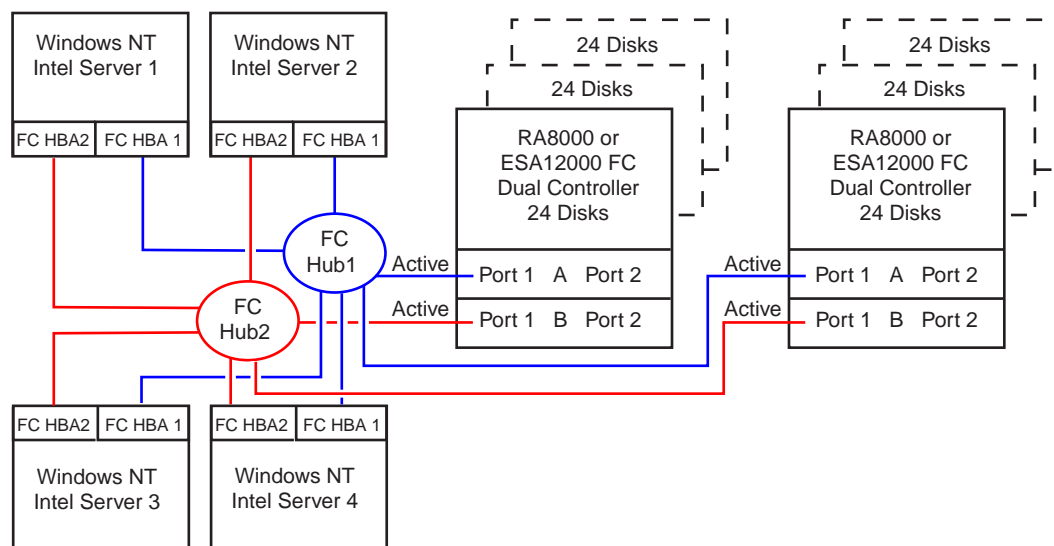 Windows NT
Intel Server 1
FC HBA2
FC HBA 1
Windows NT
Intel Server 2
FC HBA2
FC HBA 1
24 Disks
24 Disks
RA8000 or
ESA12000 FC
Dual Controller
24 Disks
24 Disks
24 Disks
RA8000 or
ESA12000 FC
Dual Controller
24 Disks
FC
Hub1
Active
Port 1 A Port 2
Active
Port 1 A Port 2
FC
Hub2
Active
Port 1 B Port 2
Active
Port 1 B Port 2
FC HBA2
FC HBA 1
Windows NT
Intel Server 3
FC HBA2
FC HBA 1
Windows NT
Intel Server 4